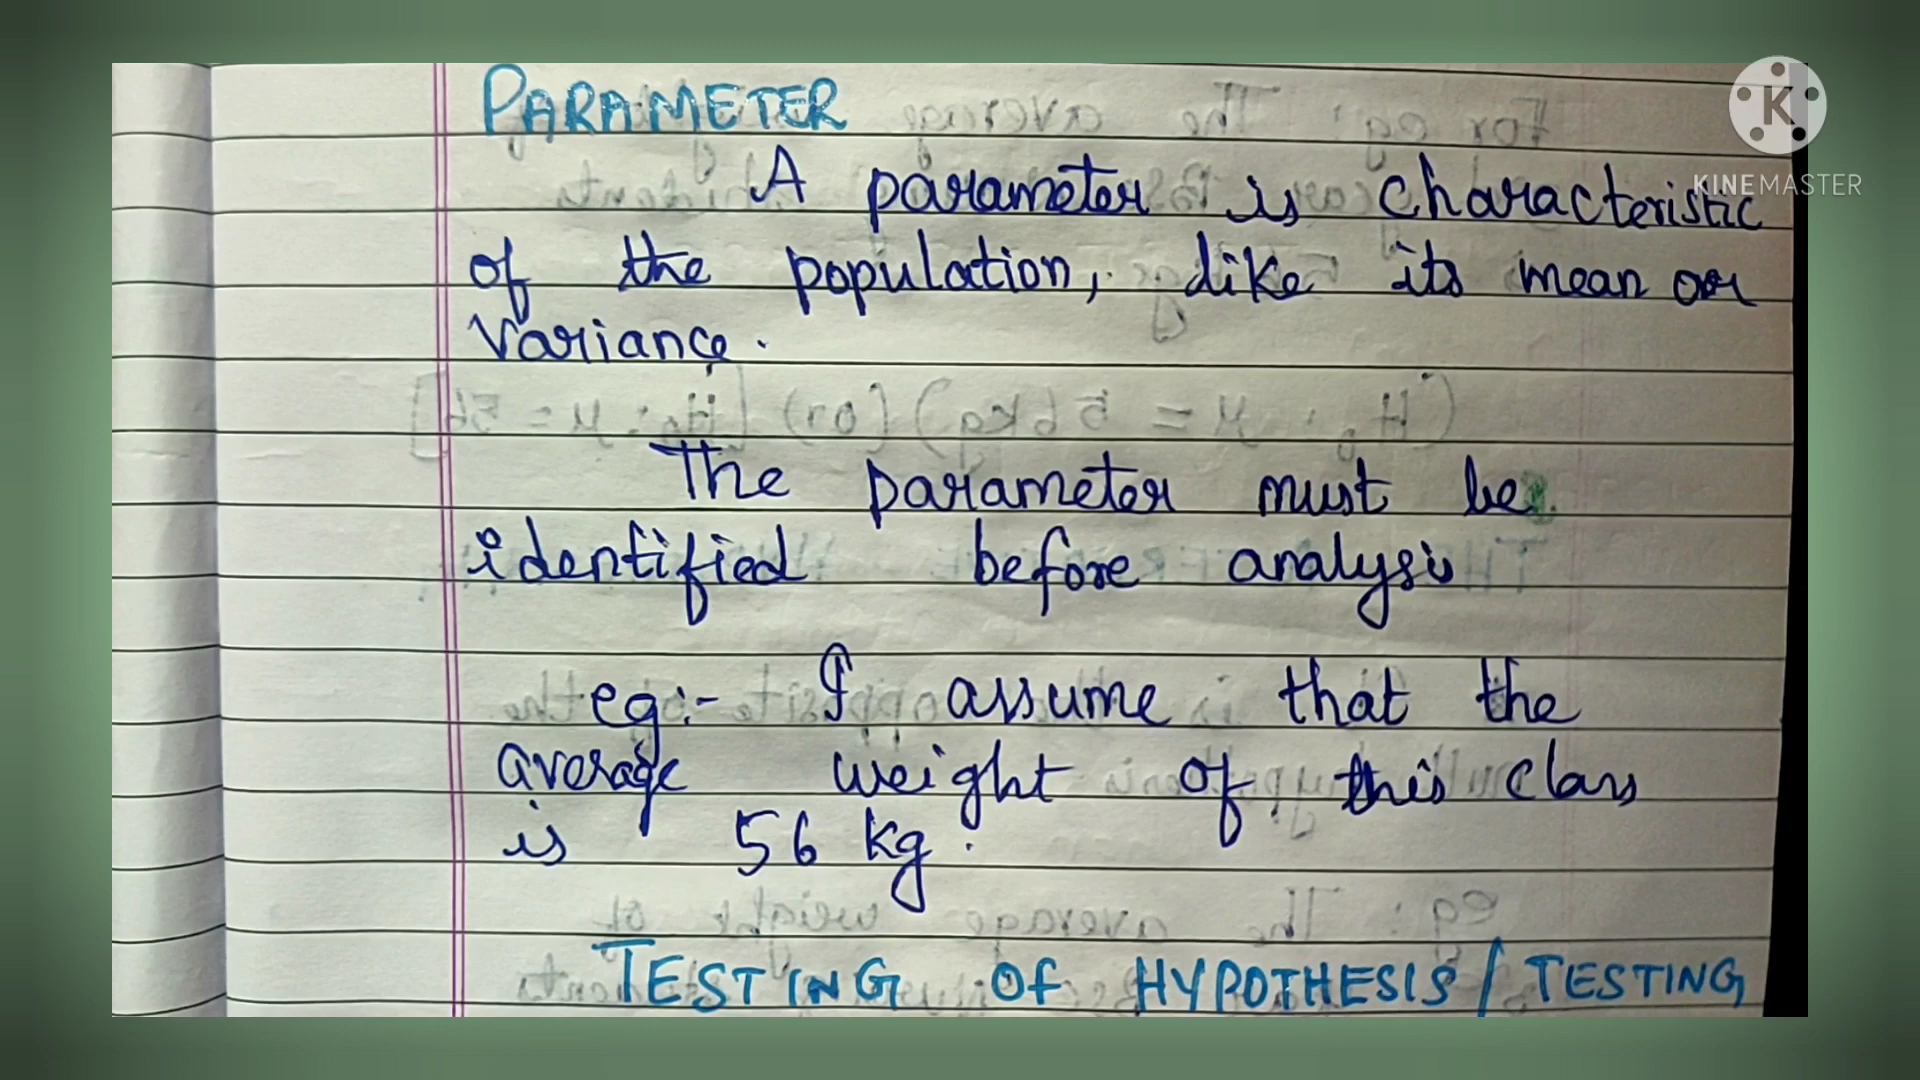 PARAMETER
A parameter is characteristic
of the population, like its mean or
Variance.
The parameter must be
identified before analysis
eg:- I assume that the
average weight of this class
is 56 kg.
TESTING OF HYPOTHESIS / TESTING
K
KINEMASTER